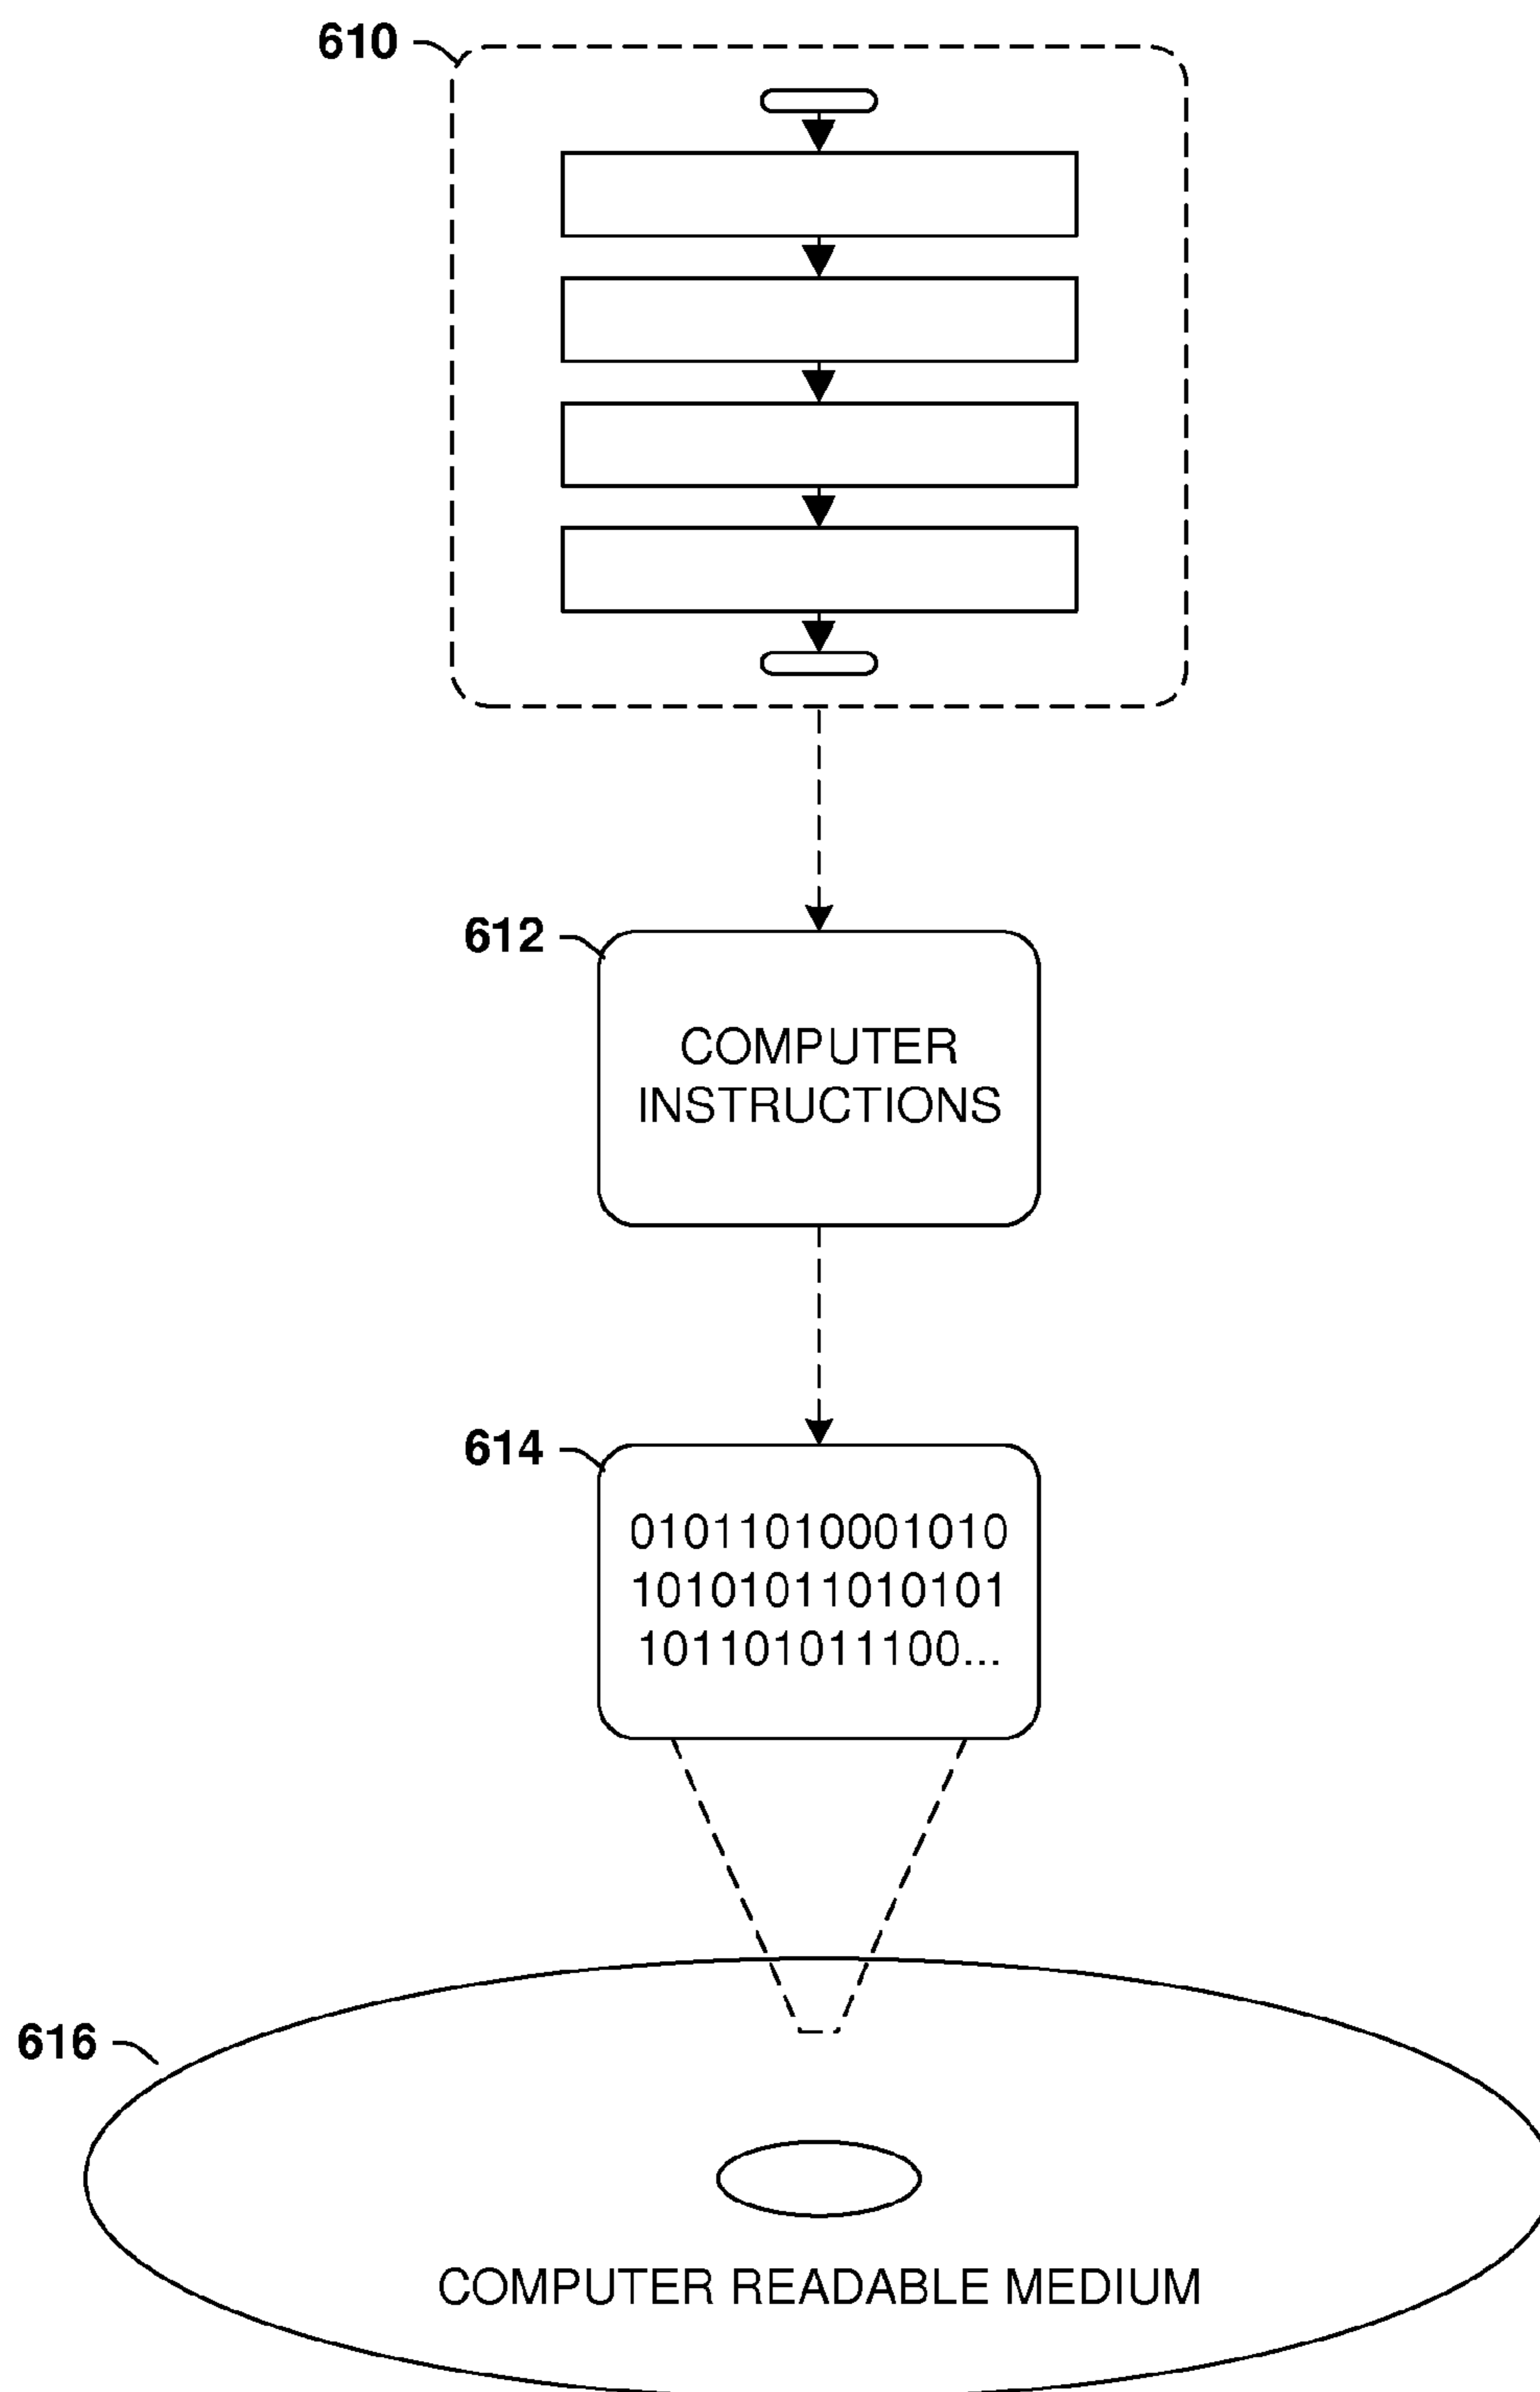 610
612
COMPUTER
INSTRUCTIONS
614
01011010001010
10101011010101
101101011100...
616
COMPUTER READABLE MEDIUM